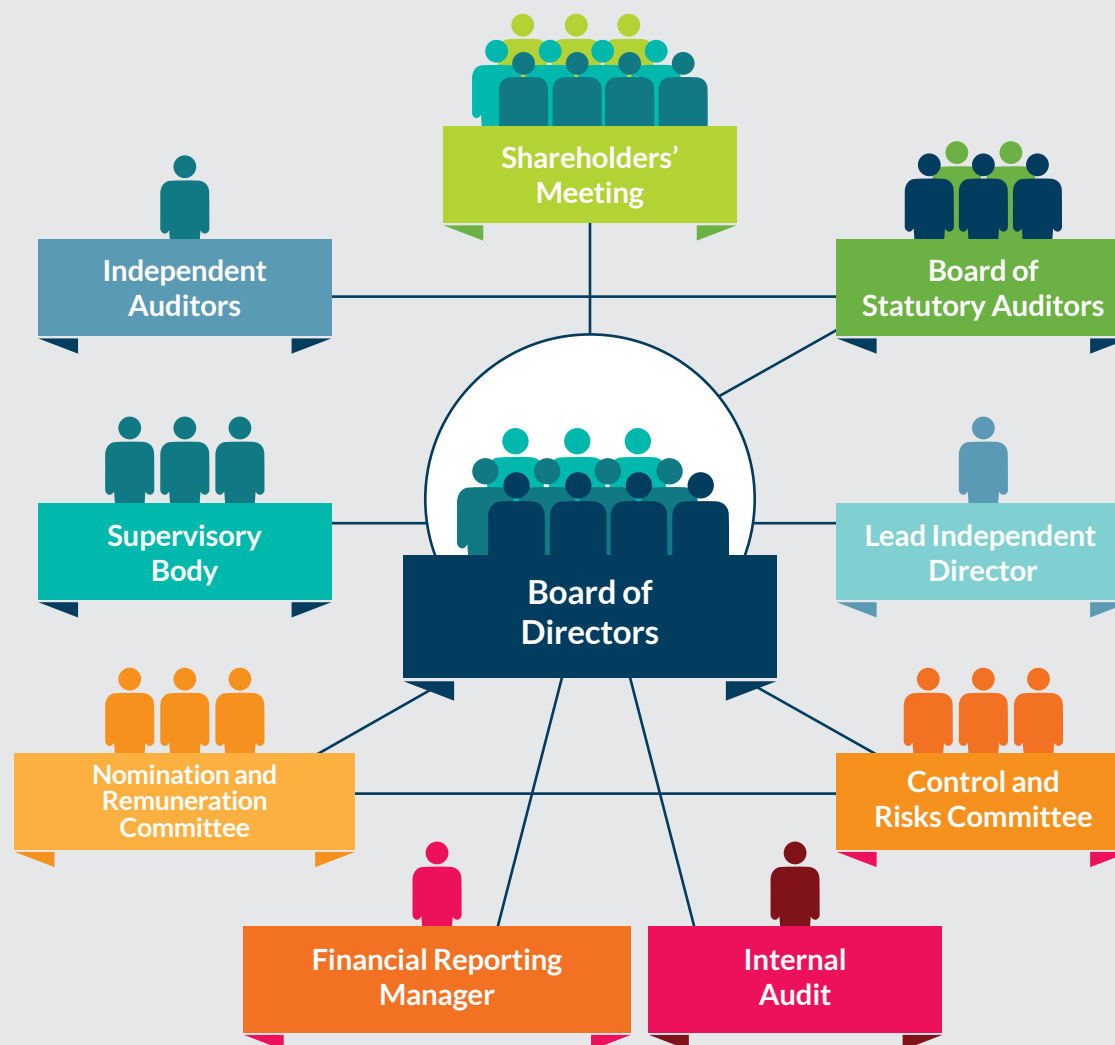 Shareholders’
Meeting
Independent
Auditors
Board of
Statutory Auditors
Supervisory
Body
Lead Independent
Director
Board of
Directors
Nomination and
Remuneration
Committee
Control and
Risks Committee
Financial Reporting
Manager
Internal
Audit